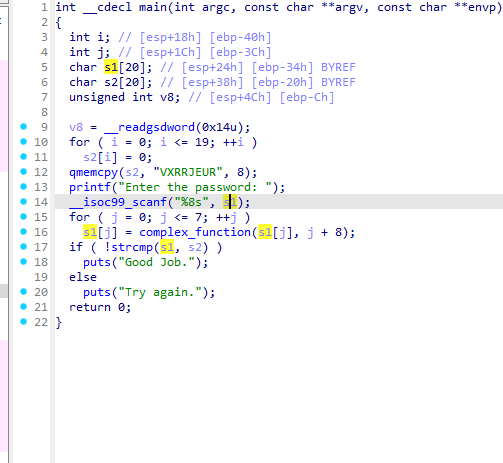 1 int __cdecl main(int argc, const char **argv, const char **envp)
2 {
3   int i; // [esp+18h] [ebp-40h]
4   int j; // [esp+1Ch] [ebp-3Ch]
5   char s1[20]; // [esp+24h] [ebp-34h] BYREF
6   char s2[20]; // [esp+38h] [ebp-20h] BYREF
7   unsigned int v8; // [esp+4Ch] [ebp-Ch]
8
9   v8 = __readgsdword(0x14u);
10   for ( i = 0; i <= 19; ++i )
11     s2[i] = 0;
12   qmemcpy(s2, "VXRRJEUR", 8);
13   printf("Enter the password: ");
14   __isoc99_scanf("%8s", s1);
15   for ( j = 0; j <= 7; ++j )
16     s1[j] = complex_function(s1[j], j + 8);
17   if ( !strcmp(s1, s2) )
18     puts("Good Job.");
19   else
20     puts("Try again.");
21   return 0;
22 }